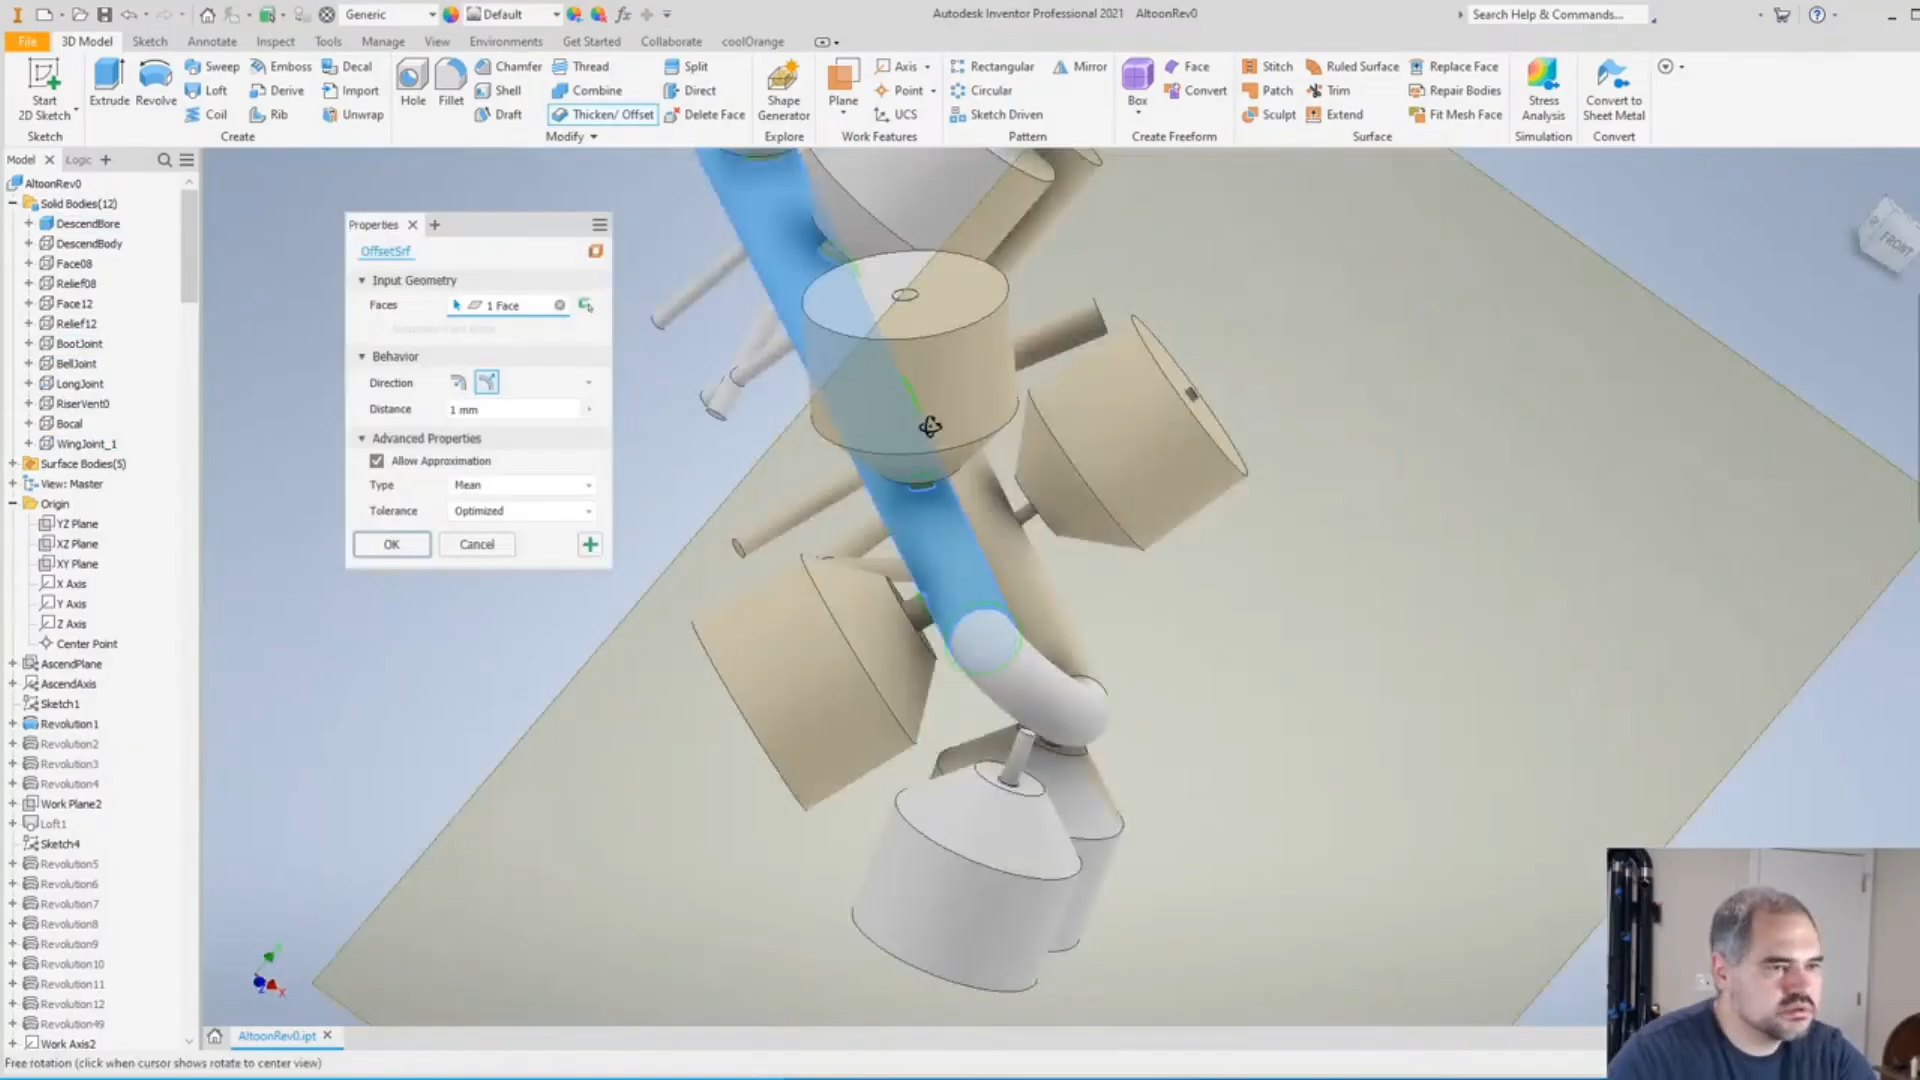 Generic
Default
fx
Autodesk Inventor Professional 2021 AltoonRev0
Search Help & Commands...
File 3D Model Sketch Annotate Inspect Tools Manage View Environments Get Started Collaborate coolOrange
Start
2D Sketch
Sketch
Extrude
Revolve
Sweep
Loft
Coil
Emboss
Derive
Rib
Decal
Import
Unwrap
Create
Hole
Fillet
Chamfer
Shell
Draft
Thread
Combine
Thicken/ Offset
Split
Direct
Delete Face
Modify
Shape
Generator
Explore
Plane
Axis
Point
UCS
Work Features
Rectangular
Circular
Sketch Driven
Mirror
Pattern
Box
Face
Convert
Create Freeform
Stitch
Patch
Sculpt
Ruled Surface
Trim
Extend
Replace Face
Repair Bodies
Fit Mesh Face
Surface
Stress
Analysis
Simulation
Convert to
Sheet Metal
Convert
Model
Logic
AltoonRev0
Solid Bodies(12)
DescendBore
DescendBody
Face08
Relief08
Face12
Relief12
BootJoint
BellJoint
LongJoint
RiserVent0
Bocal
WingJoint_1
Surface Bodies(5)
View: Master
Origin
YZ Plane
XZ Plane
XY Plane
X Axis
Y Axis
Z Axis
Center Point
AscendPlane
AscendAxis
Sketch1
Revolution1
Revolution2
Revolution3
Revolution4
Work Plane2
Loft1
Sketch4
Revolution5
Revolution6
Revolution7
Revolution8
Revolution9
Revolution10
Revolution11
Revolution12
Revolution49
Work Axis2
Properties
OffsetSrf
Input Geometry
Faces 1 Face
Behavior
Direction
Distance 1 mm
Advanced Properties
Allow Approximation
Type Mean
Tolerance Optimized
OK Cancel
FRONT
AltoonRev0.ipt
Free rotation (click when cursor shows rotate to center view)